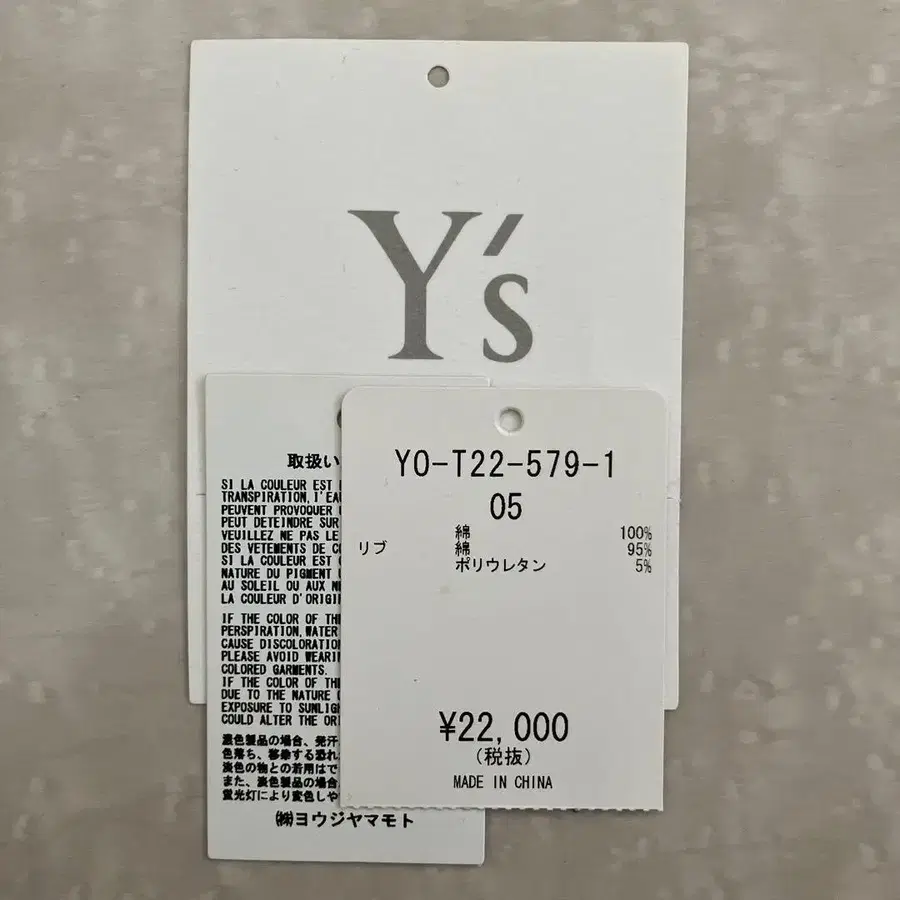 Y's
取扱い
SI LA COULEUR EST
TRANSPIRATION, l'EAU
PEUVENT PROVOQUER
PEUT DETEINDRE SUR
VEUILLEZ NE PAS LE
DES VETEMENTS DE
SI LA COULEUR EST
NATURE DU PIGMENT
AU SOLEIL OU AUX
LA COULEUR D'ORIGI
IF THE COLOR OF THE
PERSPIRATION, WATER
CAUSE DISCOLORATION
PLEASE AVOID WEARI
COLORED GARMENTS.
IF THE COLOR OF THE
DUE TO THE NATURE
EXPOSURE TO SUNLIGH
COULD ALTER THE ORI
濃色製品の場合、発汗
色落ち、移染する恐れ
淡色の物との着用はで
また、淡色製品の場合
蛍光灯により変色しや
㈱ヨウジヤマモト
YO-T22-579-1
05
綿 100%
リブ 綿 95%
ポリウレタン 5%
¥22,000
(税抜)
MADE IN CHINA